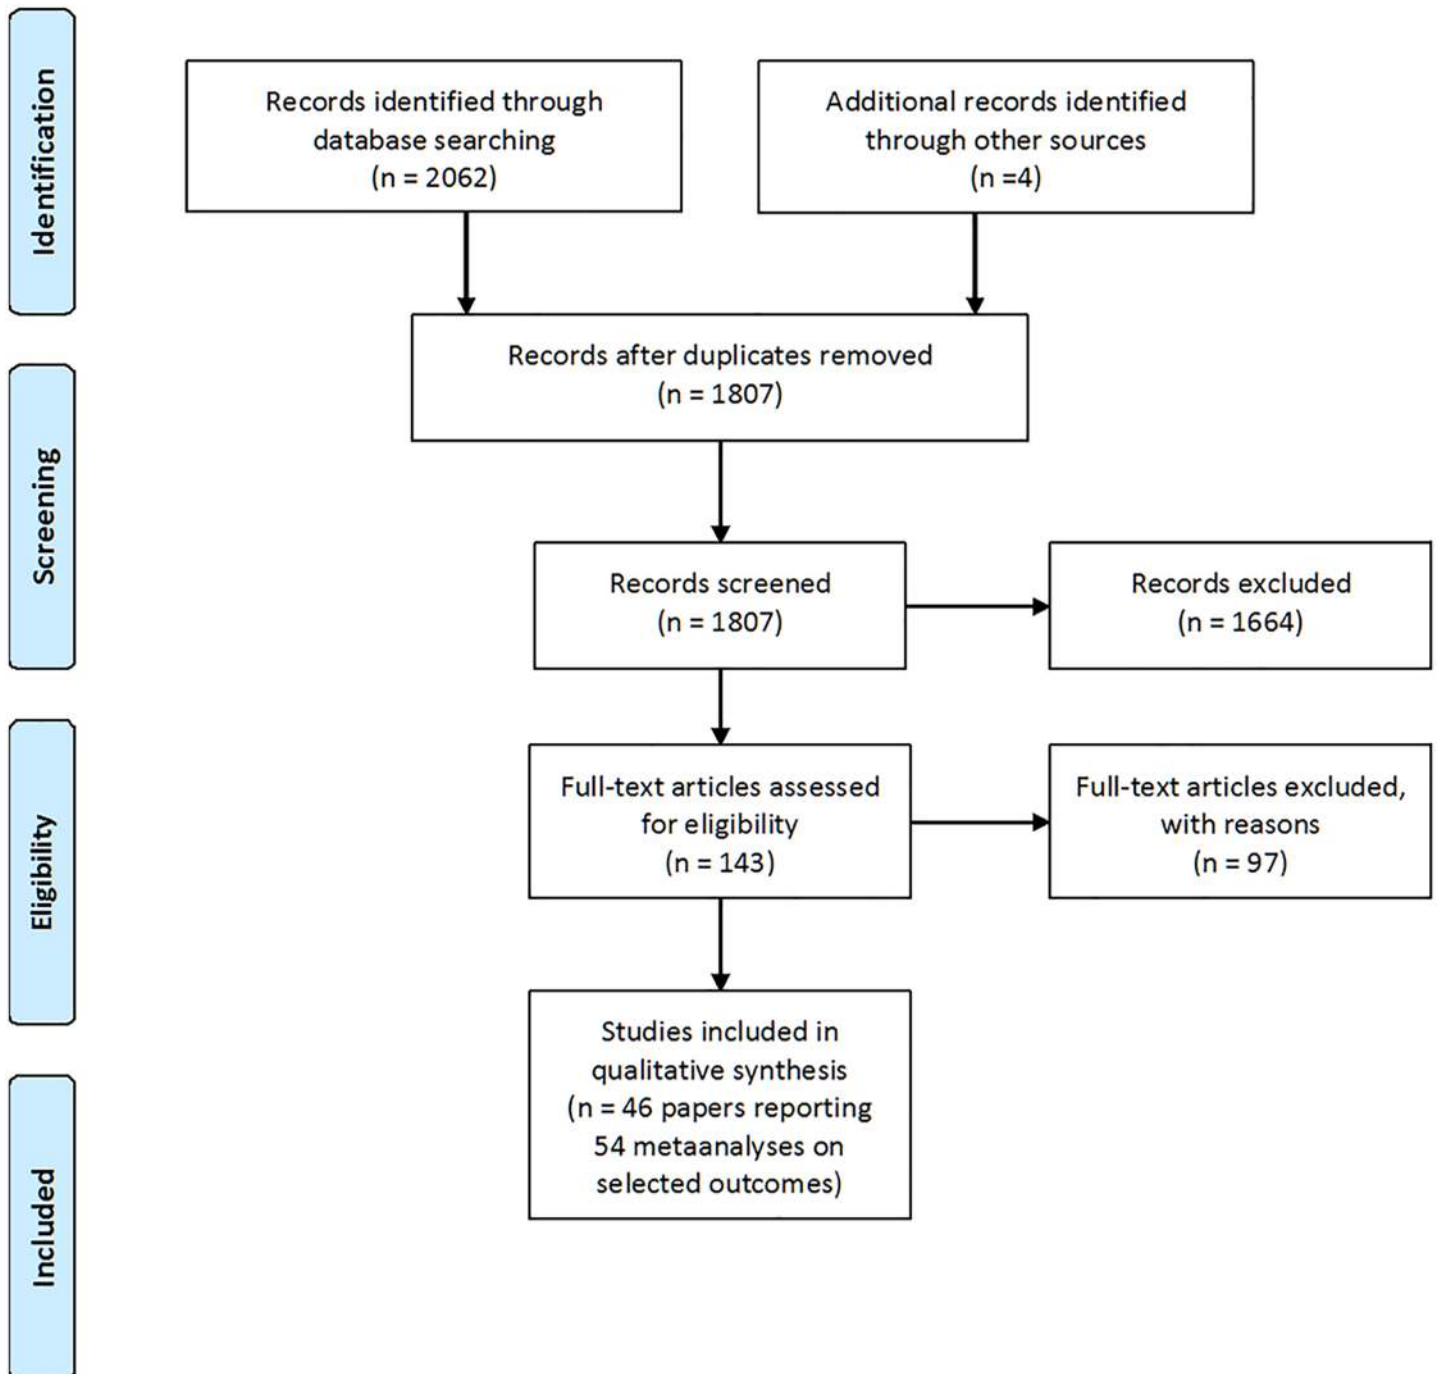 Identification
Records identified through
database searching
(n = 2062)
Additional records identified
through other sources
(n =4)
Records after duplicates removed
(n = 1807)
Screening
Records screened
(n = 1807)
Records excluded
(n = 1664)
Eligibility
Full-text articles assessed
for eligibility
(n = 143)
Full-text articles excluded,
with reasons
(n = 97)
Included
Studies included in
qualitative synthesis
(n = 46 papers reporting
54 metaanalyses on
selected outcomes)